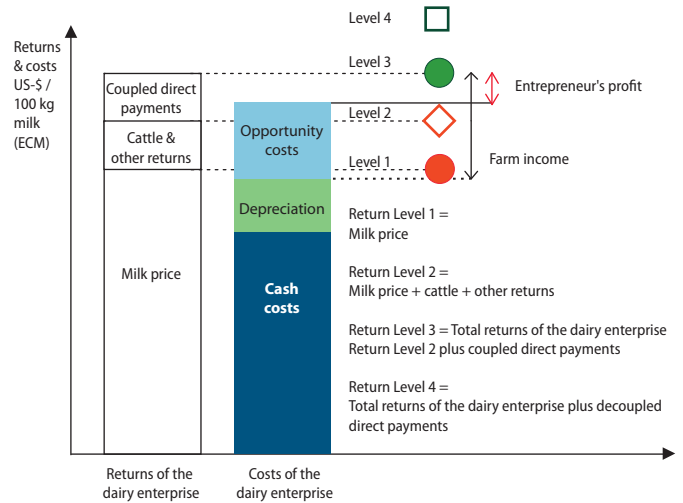 Returns
& costs
US-$ /
100 kg
milk
(ECM)
Coupled direct
payments
Cattle &
other returns
Milk price
Opportunity
costs
Depreciation
Cash
costs
Level 4
Level 3
Level 2
Level 1
Entrepreneur's profit
Farm income
Return Level 1 =
Milk price
Return Level 2 =
Milk price + cattle + other returns
Return Level 3 = Total returns of the dairy enterprise
Return Level 2 plus coupled direct payments
Return Level 4 =
Total returns of the dairy enterprise plus decoupled
direct payments
Returns of the
dairy enterprise
Costs of the
dairy enterprise